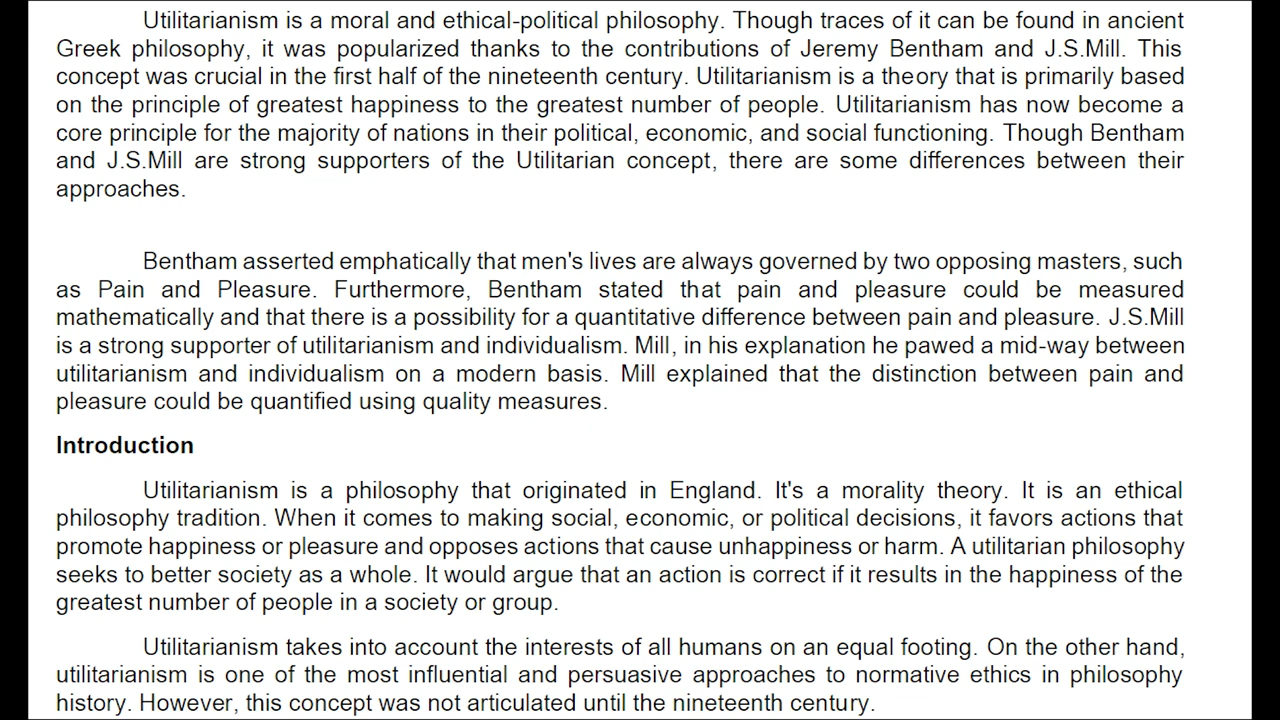 Utilitarianism is a moral and ethical-political philosophy. Though traces of it can be found in ancient
Greek philosophy, it was popularized thanks to the contributions of Jeremy Bentham and J.S.Mill. This
concept was crucial in the first half of the nineteenth century. Utilitarianism is a theory that is primarily based
on the principle of greatest happiness to the greatest number of people. Utilitarianism has now become a
core principle for the majority of nations in their political, economic, and social functioning. Though Bentham
and J.S.Mill are strong supporters of the Utilitarian concept, there are some differences between their
approaches.
Bentham asserted emphatically that men's lives are always governed by two opposing masters, such
as Pain and Pleasure. Furthermore, Bentham stated that pain and pleasure could be measured
mathematically and that there is a possibility for a quantitative difference between pain and pleasure. J.S.Mill
is a strong supporter of utilitarianism and individualism. Mill, in his explanation he pawed a mid-way between
utilitarianism and individualism on a modern basis. Mill explained that the distinction between pain and
pleasure could be quantified using quality measures.
Introduction
Utilitarianism is a philosophy that originated in England. It's a morality theory. It is an ethical
philosophy tradition. When it comes to making social, economic, or political decisions, it favors actions that
promote happiness or pleasure and opposes actions that cause unhappiness or harm. A utilitarian philosophy
seeks to better society as a whole. It would argue that an action is correct if it results in the happiness of the
greatest number of people in a society or group.
Utilitarianism takes into account the interests of all humans on an equal footing. On the other hand,
utilitarianism is one of the most influential and persuasive approaches to normative ethics in philosophy
history. However, this concept was not articulated until the nineteenth century.